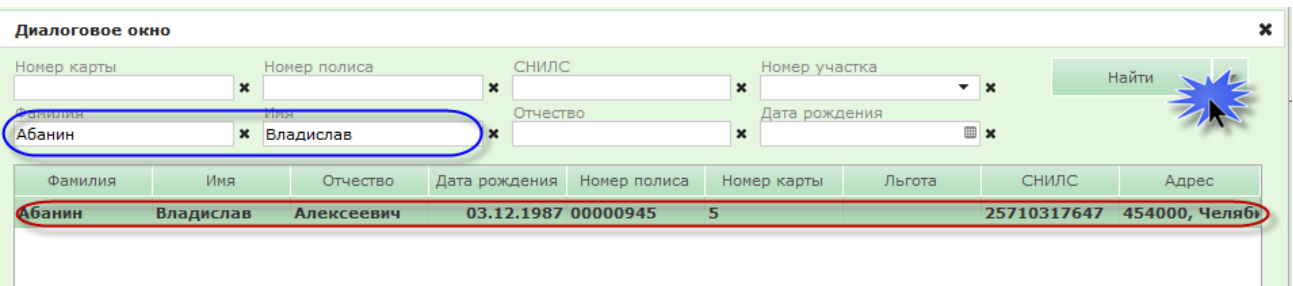 Диалоговое окно
Номер карты Номер полиса СНИЛС Номер участка Найти
Фамилия Имя Отчество Дата рождения
Абанин Владислав
Фамилия Имя Отчество Дата рождения Номер полиса Номер карты Льгота СНИЛС Адрес
Абанин Владислав Алексеевич 03.12.1987 00000945 5 25710317647 454000, Челяби